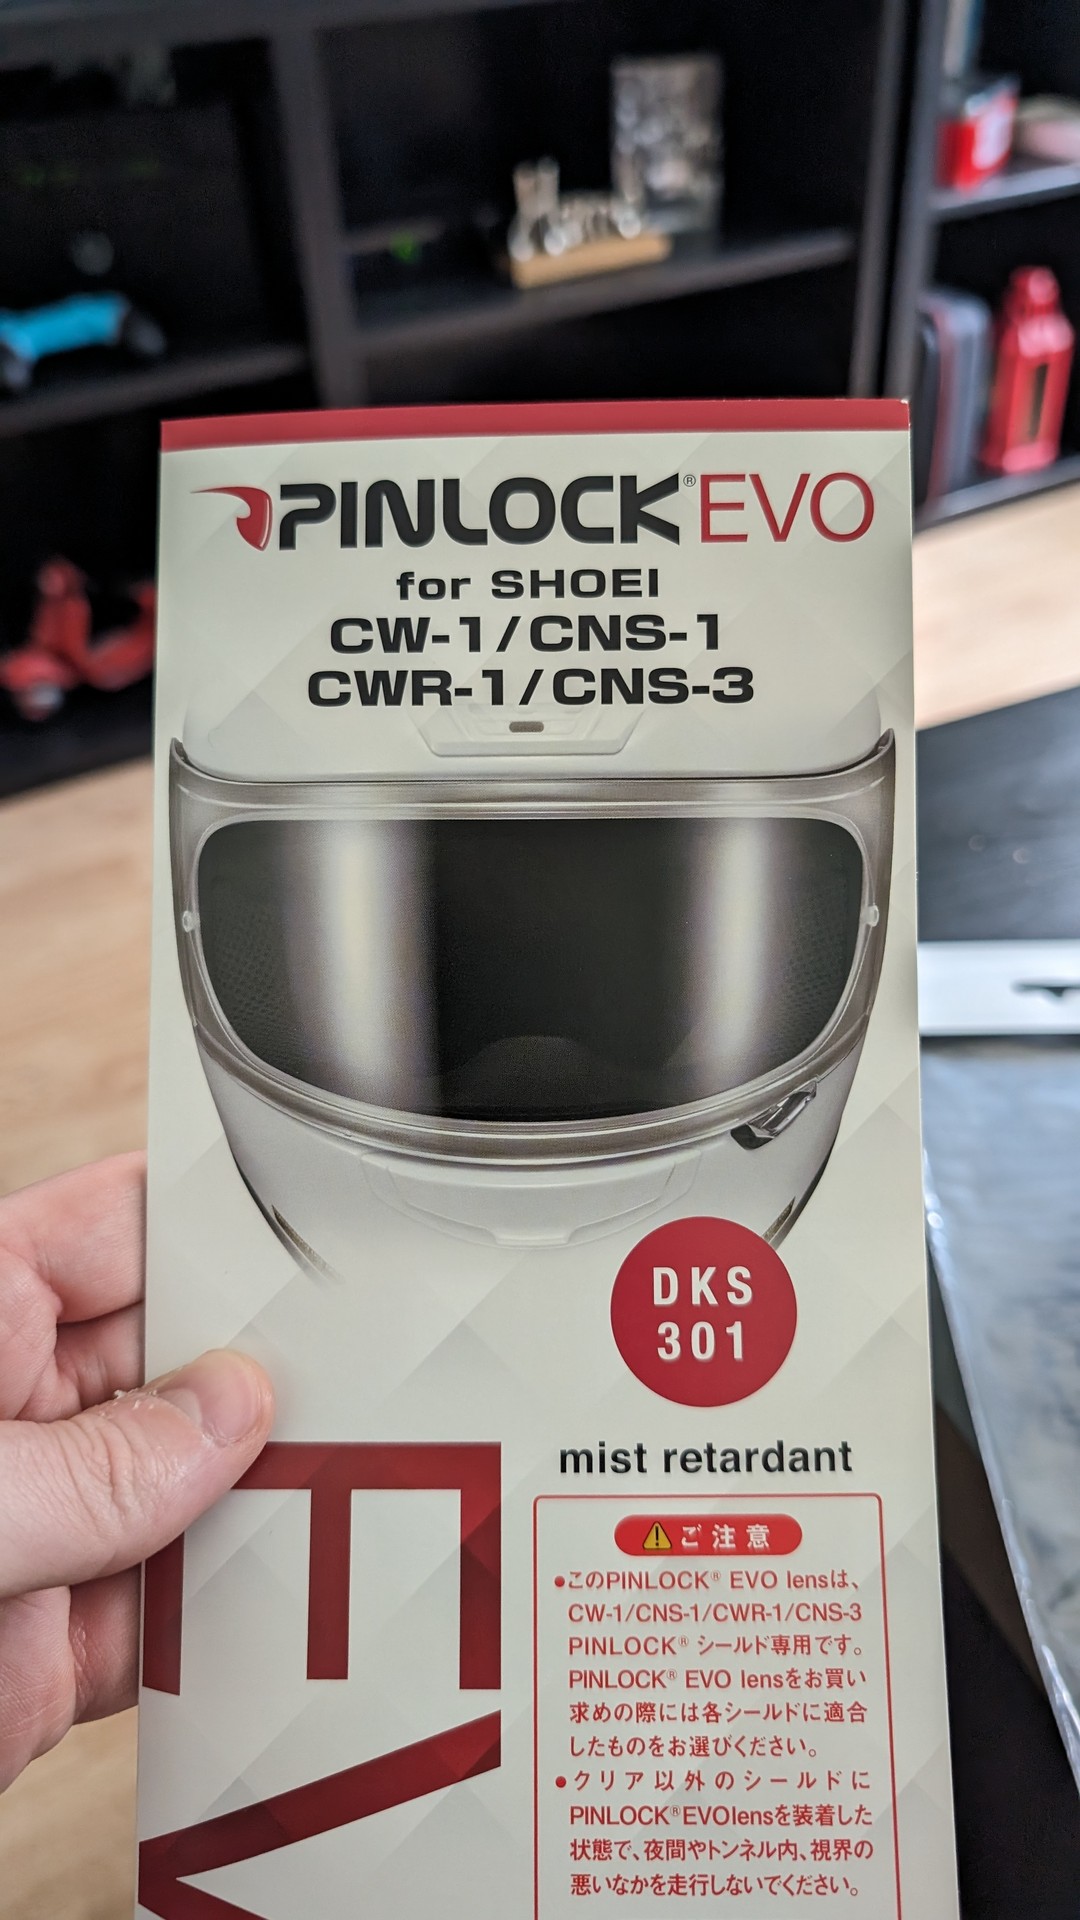 PINLOCK® EVO
for SHOEI
CW-1/CNS-1
CWR-1/CNS-3
DKS
301
mist retardant
ご注意
●このPINLOCK® EVO lensは、
CW-1/CNS-1/CWR-1/CNS-3
PINLOCK® シールド専用です。
PINLOCK® EVO lensをお買い
求めの際には各シールドに適合
したものをお選びください。
●クリア以外のシールドに
PINLOCK®EVOlensを装着した
状態で、夜間やトンネル内、視界の
悪いなかを走行しないでください。
EV